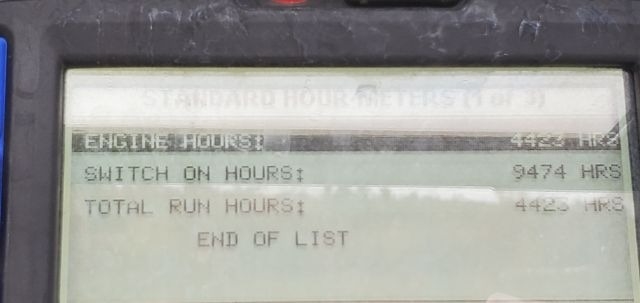 STANDARD HOUR METERS (1 of 3)
ENGINE HOURS: 4423 HRS
SWITCH ON HOURS: 9474 HRS
TOTAL RUN HOURS: 4423 HRS
END OF LIST